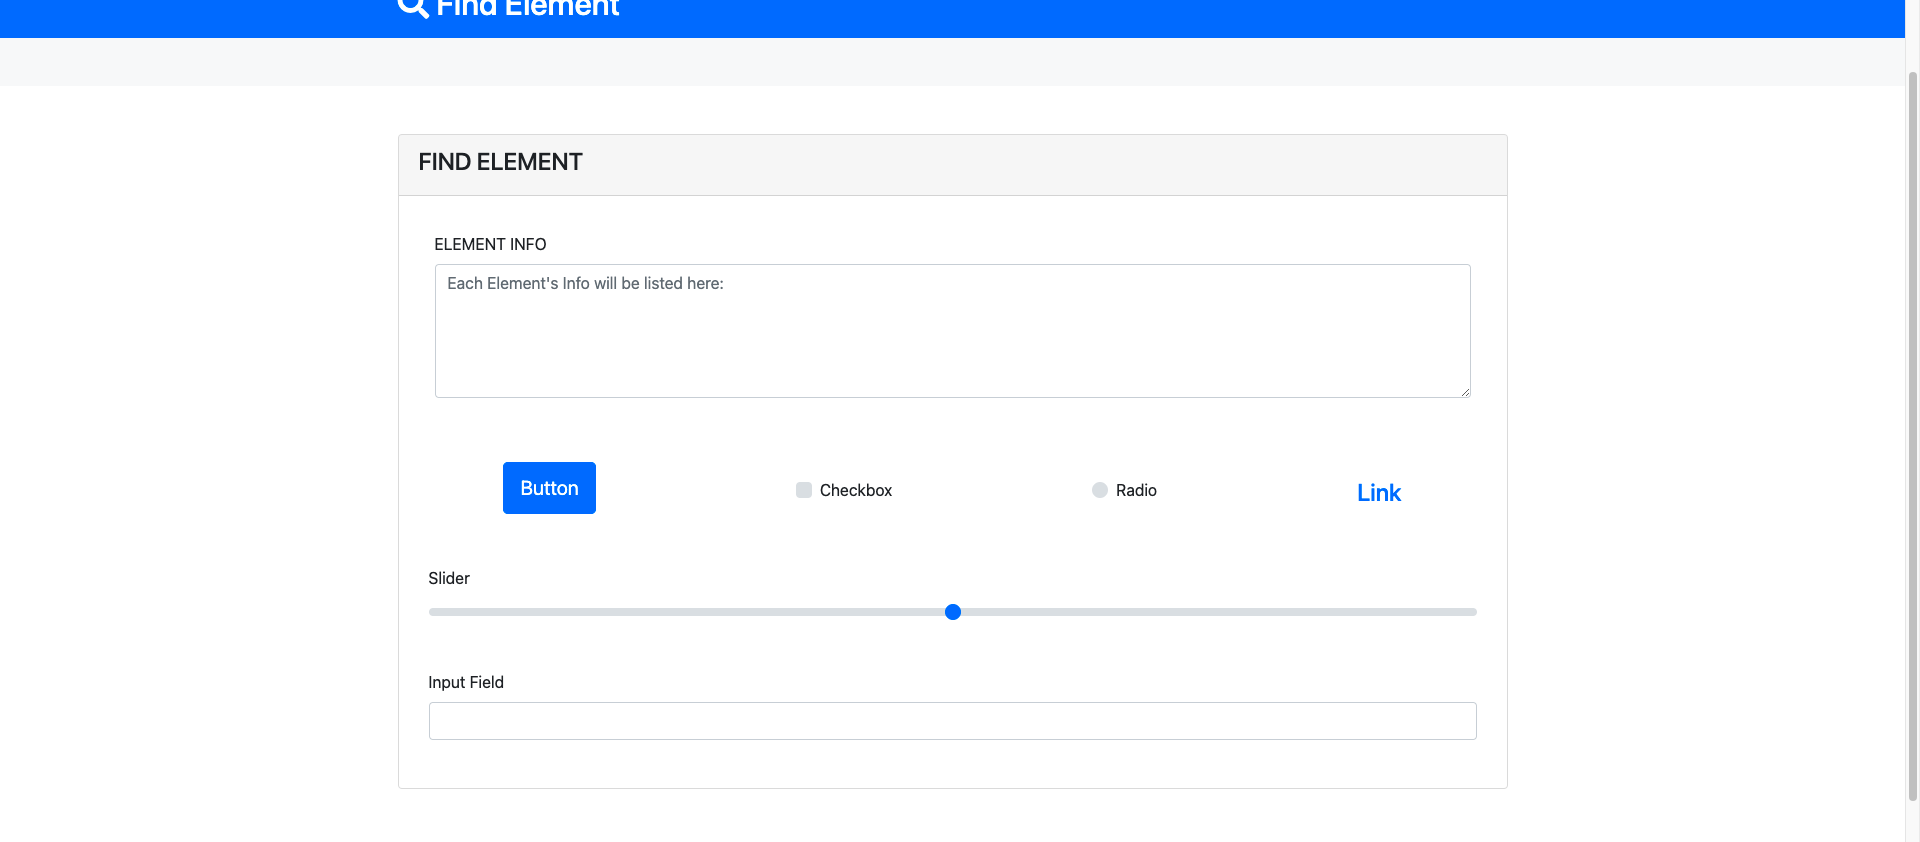 Find Element
FIND ELEMENT
ELEMENT INFO
Each Element's Info will be listed here:
Button
Checkbox
Radio
Link
Slider
Input Field